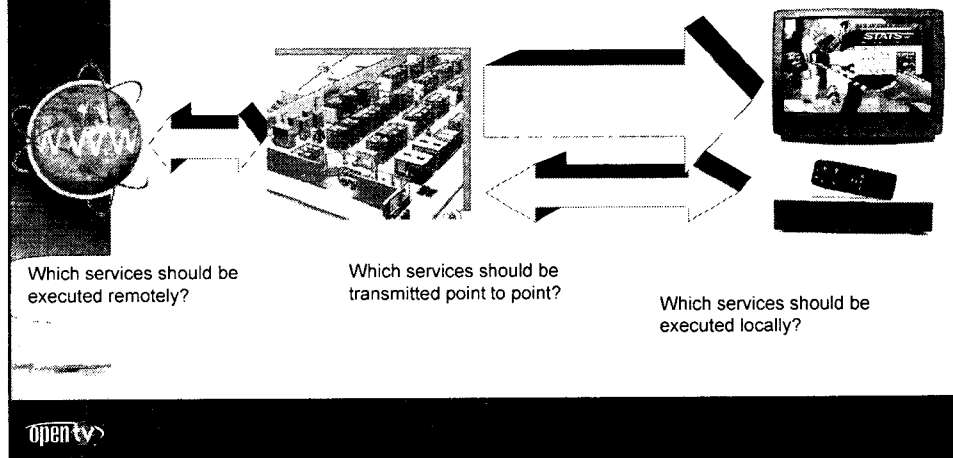 www
STATS
Which services should be
executed remotely?
Which services should be
transmitted point to point?
Which services should be
executed locally?
opentv